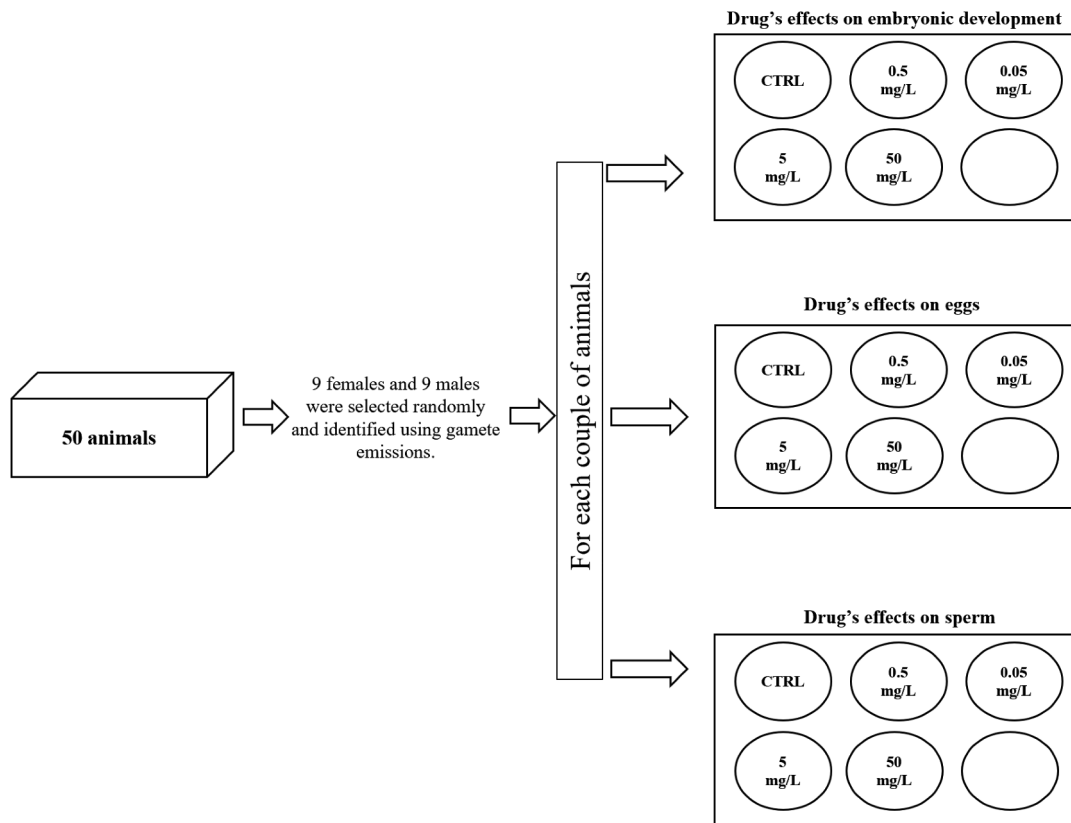 Drug's effects on embryonic development
CTRL
0.5
mg/L
0.05
mg/L
5
mg/L
50
mg/L
50 animals
9 females and 9 males
were selected randomly
and identified using gamete
emissions.
For each couple of animals
Drug's effects on eggs
CTRL
0.5
mg/L
0.05
mg/L
5
mg/L
50
mg/L
Drug's effects on sperm
CTRL
0.5
mg/L
0.05
mg/L
5
mg/L
50
mg/L